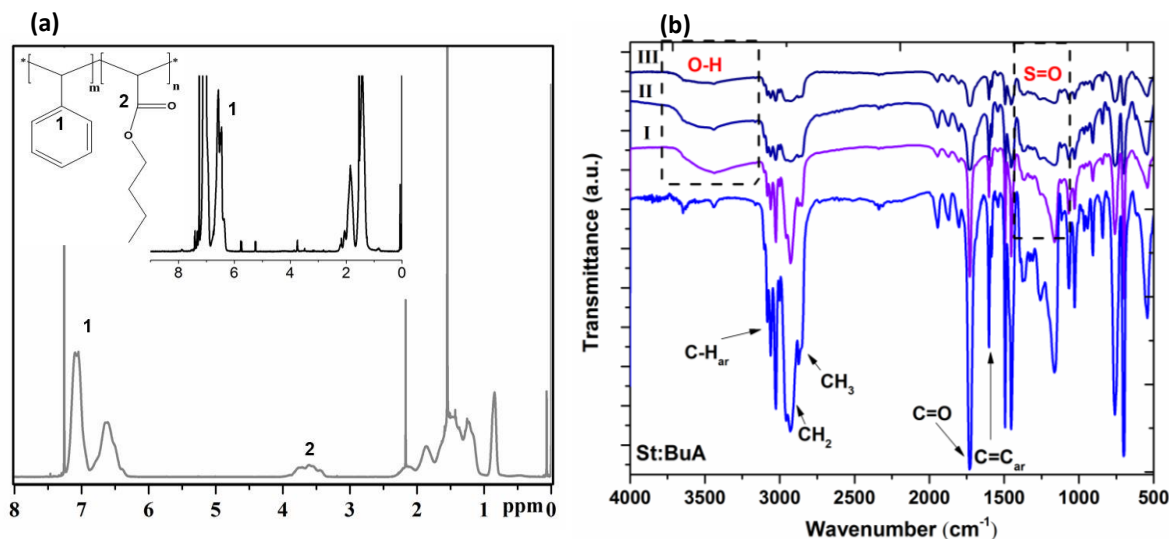 (a)
*
m
n
*
1
2
O
O
1
8 6 4 2 0
1
2
8 7 6 5 4 3 2 1 ppm 0
(b)
III
II
I
O-H
S=O
C-Har
CH3
CH2
C=O
C=Car
St:BuA
Transmittance (a.u.)
4000 3500 3000 2500 2000 1500 1000 500
Wavenumber (cm-1)